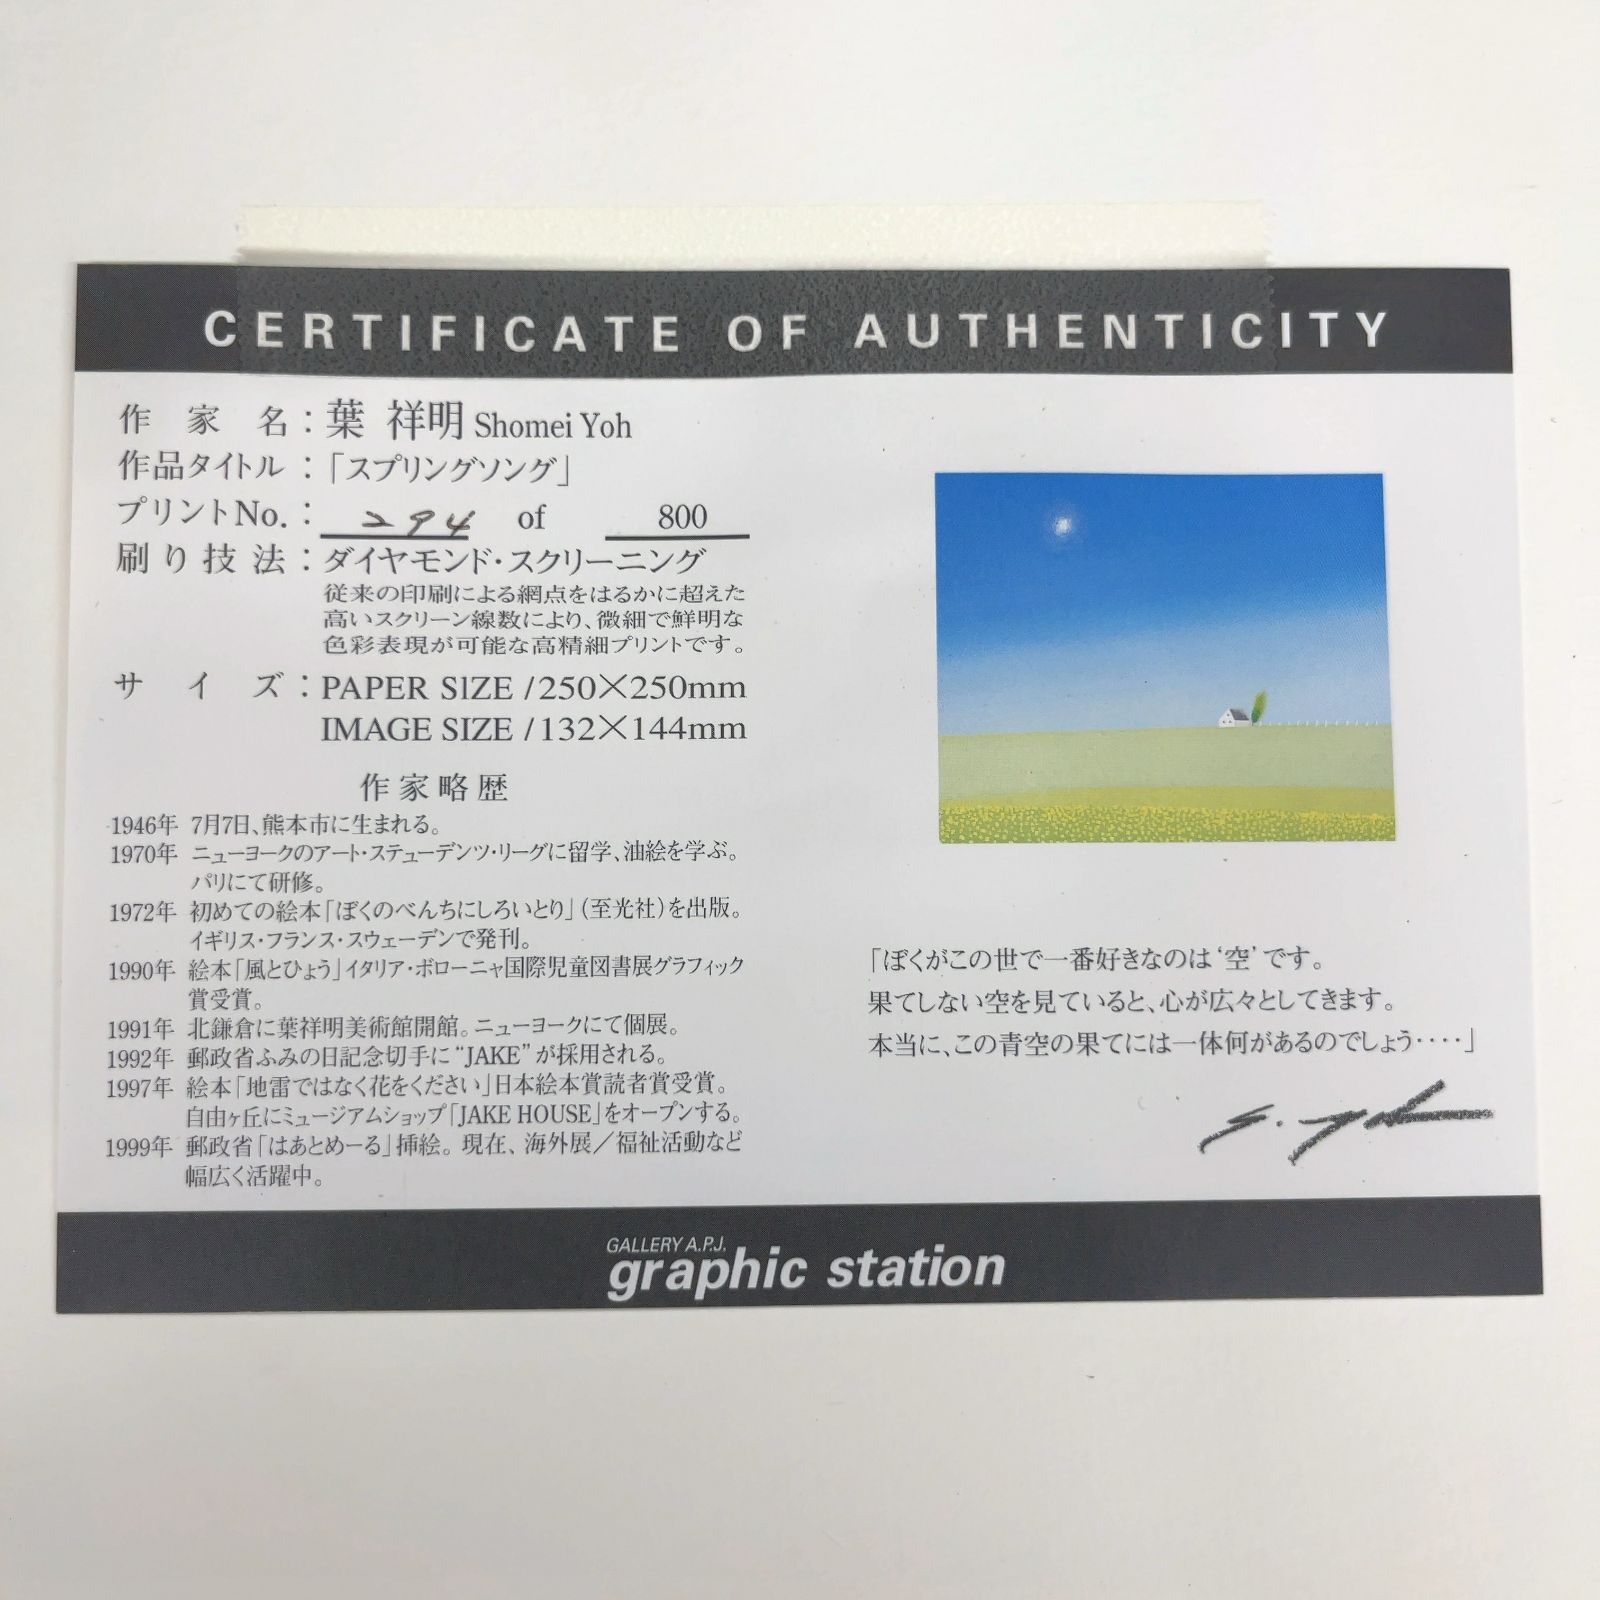 CERTIFICATE OF AUTHENTICITY
作家名：葉 祥明 Shomei Yoh
作品タイトル：「スプリングソング」
プリントNo.： 294 of 800
刷り技法：ダイヤモンド・スクリーニング
従来の印刷による網点をはるかに超えた
高いスクリーン線数により、微細で鮮明な
色彩表現が可能な高精細プリントです。
サイズ：PAPER SIZE /250×250mm
IMAGE SIZE /132×144mm
作家略歴
1946年 7月7日、熊本市に生まれる。
1970年 ニューヨークのアート・ステューデンツ・リーグに留学、油絵を学ぶ。
パリにて研修。
1972年 初めての絵本「ぼくのべんちにしろいとり」（至光社）を出版。
イギリス・フランス・スウェーデンで発刊。
1990年 絵本「風とひょう」イタリア・ボローニャ国際児童図書展グラフィック
賞受賞。
1991年 北鎌倉に葉祥明美術館開館。ニューヨークにて個展。
1992年 郵政省ふみの日記念切手に“JAKE”が採用される。
1997年 絵本「地雷ではなく花をください」日本絵本賞読者賞受賞。
自由ヶ丘にミュージアムショップ「JAKE HOUSE」をオープンする。
1999年 郵政省「はあとめーる」挿絵。現在、海外展／福祉活動など
幅広く活躍中。
「ぼくがこの世で一番好きなのは‘空’です。
果てしない空を見ていると、心が広々としてきます。
本当に、この青空の果てには一体何があるのでしょう････」
GALLERY A.P.J.
graphic station